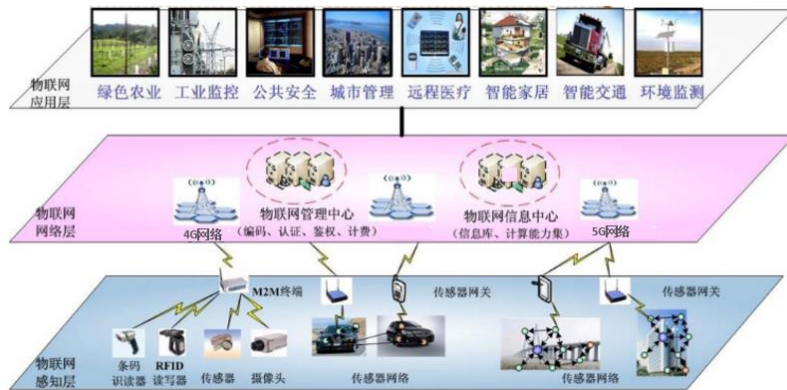 绿色农业 工业监控 公共安全 城市管理 远程医疗 智能家居 智能交通 环境监测
物联网
应用层
物联网管理中心
(编码、认证、鉴权、计费)
物联网信息中心
(信息库、计算能力集)
4G网络
5G网络
物联网
网络层
M2M终端
传感器网关
传感器网关
条码
识读器
RFID
读写器
传感器
摄像头
传感器网络
传感器网络
物联网
感知层